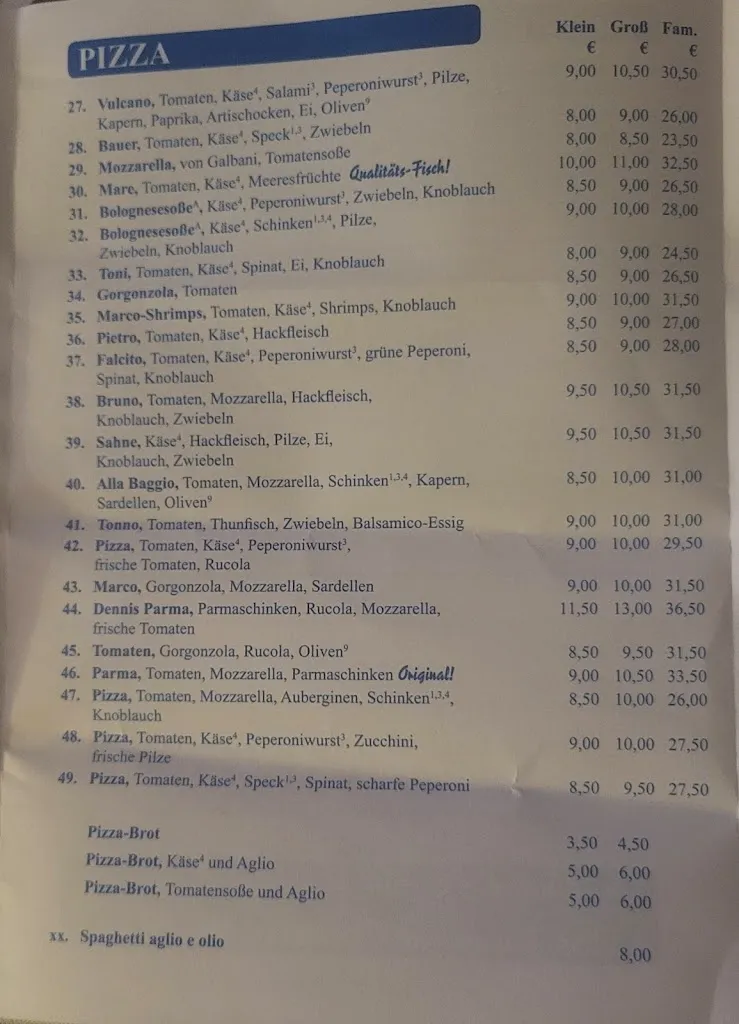 PIZZA Klein Groß Fam.
€ € €
27. Vulcano, Tomaten, Käse⁴, Salami³, Peperoniwurst³, Pilze, 9,00 10,50 30,50
Kapern, Paprika, Artischocken, Ei, Oliven⁹
28. Bauer, Tomaten, Käse⁴, Speck¹,³, Zwiebeln 8,00 9,00 26,00
29. Mozzarella, von Galbani, Tomatensoße 8,00 8,50 23,50
30. Mare, Tomaten, Käse⁴, Meeresfrüchte Qualitäts-Fisch! 10,00 11,00 32,50
31. Bolognesesoßeᴬ, Käse⁴, Peperoniwurst³, Zwiebeln, Knoblauch 8,50 9,00 26,50
32. Bolognesesoßeᴬ, Käse⁴, Schinken¹,³,⁴, Pilze, 9,00 10,00 28,00
Zwiebeln, Knoblauch
33. Toni, Tomaten, Käse⁴, Spinat, Ei, Knoblauch 8,00 9,00 24,50
34. Gorgonzola, Tomaten 8,50 9,00 26,50
35. Marco-Shrimps, Tomaten, Käse⁴, Shrimps, Knoblauch 9,00 10,00 31,50
36. Pietro, Tomaten, Käse⁴, Hackfleisch 8,50 9,00 27,00
37. Falcito, Tomaten, Käse⁴, Peperoniwurst³, grüne Peperoni, 8,50 9,00 28,00
Spinat, Knoblauch
38. Bruno, Tomaten, Mozzarella, Hackfleisch, 9,50 10,50 31,50
Knoblauch, Zwiebeln
39. Sahne, Käse⁴, Hackfleisch, Pilze, Ei, 9,50 10,50 31,50
Knoblauch, Zwiebeln
40. Alla Baggio, Tomaten, Mozzarella, Schinken¹,³,⁴, Kapern, 8,50 10,00 31,00
Sardellen, Oliven⁹
41. Tonno, Tomaten, Thunfisch, Zwiebeln, Balsamico-Essig 9,00 10,00 31,00
42. Pizza, Tomaten, Käse⁴, Peperoniwurst³, 9,00 10,00 29,50
frische Tomaten, Rucola
43. Marco, Gorgonzola, Mozzarella, Sardellen 9,00 10,00 31,50
44. Dennis Parma, Parmaschinken, Rucola, Mozzarella, 11,50 13,00 36,50
frische Tomaten
45. Tomaten, Gorgonzola, Rucola, Oliven⁹ 8,50 9,50 31,50
46. Parma, Tomaten, Mozzarella, Parmaschinken Original! 9,00 10,50 33,50
47. Pizza, Tomaten, Mozzarella, Auberginen, Schinken¹,³,⁴, 8,50 10,00 26,00
Knoblauch
48. Pizza, Tomaten, Käse⁴, Peperoniwurst³, Zucchini, 9,00 10,00 27,50
frische Pilze
49. Pizza, Tomaten, Käse⁴, Speck¹,³, Spinat, scharfe Peperoni 8,50 9,50 27,50
Pizza-Brot 3,50 4,50
Pizza-Brot, Käse⁴ und Aglio 5,00 6,00
Pizza-Brot, Tomatensoße und Aglio 5,00 6,00
xx. Spaghetti aglio e olio 8,00